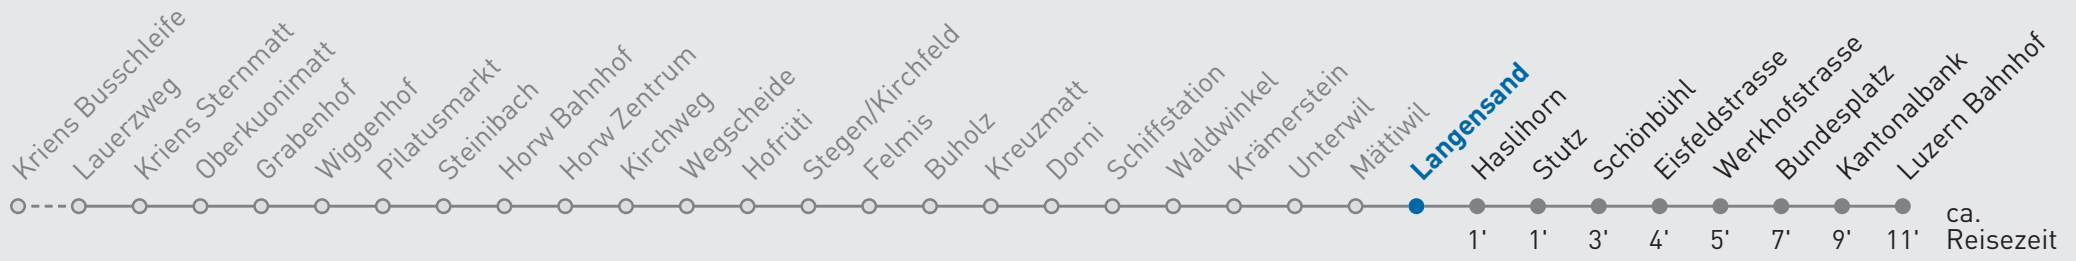 Kriens Busschleife
Lauerzweg
Kriens Sternmatt
Oberkuonimatt
Grabenhof
Wiggenhof
Pilatusmarkt
Steinibach
Horw Bahnhof
Horw Zentrum
Kirchweg
Wegscheide
Hofrüti
Stegen/Kirchfeld
Felmis
Buholz
Kreuzmatt
Dorni
Schiffstation
Waldwinkel
Krämerstein
Unterwil
Mättiwil
Langensand
Haslihorn
Stutz
Schönbühl
Eisfeldstrasse
Werkhofstrasse
Bundesplatz
Kantonalbank
Luzern Bahnhof
1' 1' 3' 4' 5' 7' 9' 11'
ca.
Reisezeit